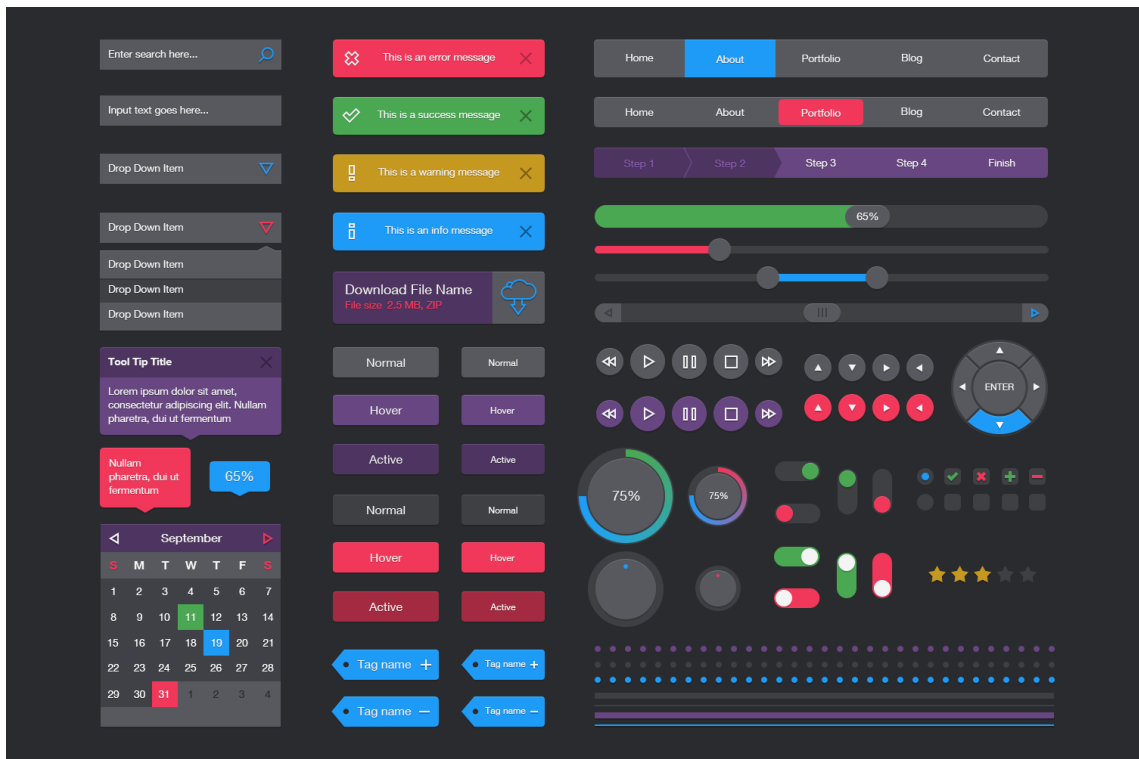 Enter search here...
Input text goes here...
Drop Down Item
Drop Down Item
Drop Down Item
Drop Down Item
Drop Down Item
Tool Tip Title
Lorem ipsum dolor sit amet,
consectetur adipiscing elit. Nullam
pharetra, dui ut fermentum
Nullam
pharetra, dui ut
fermentum
65%
September
S M T W T F S
1 2 3 4 5 6 7
8 9 10 11 12 13 14
15 16 17 18 19 20 21
22 23 24 25 26 27 28
29 30 31 1 2 3 4
This is an error message
This is a success message
This is a warning message
This is an info message
Download File Name
File size 2.5 MB, ZIP
Normal Normal
Hover Hover
Active Active
Normal Normal
Hover Hover
Active Active
Tag name + Tag name +
Tag name − Tag name −
Home About Portfolio Blog Contact
Home About Portfolio Blog Contact
Step 1 Step 2 Step 3 Step 4 Finish
65%
ENTER
75% 75%